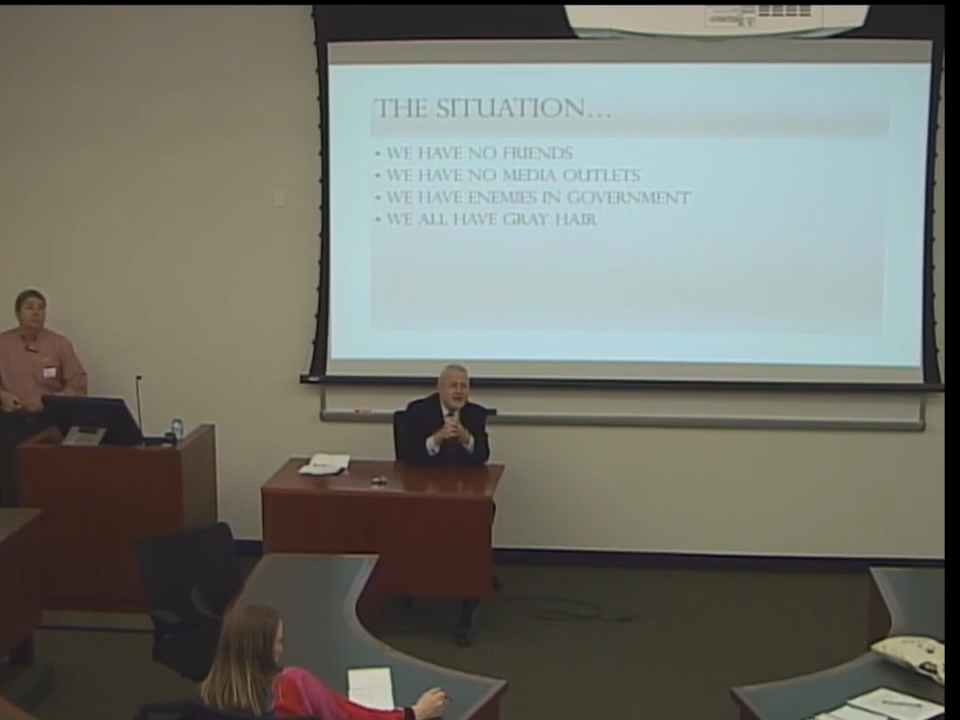 THE SITUATION...
• WE HAVE NO FRIENDS
• WE HAVE NO MEDIA OUTLETS
• WE HAVE ENEMIES IN GOVERNMENT
• WE ALL HAVE GRAY HAIR